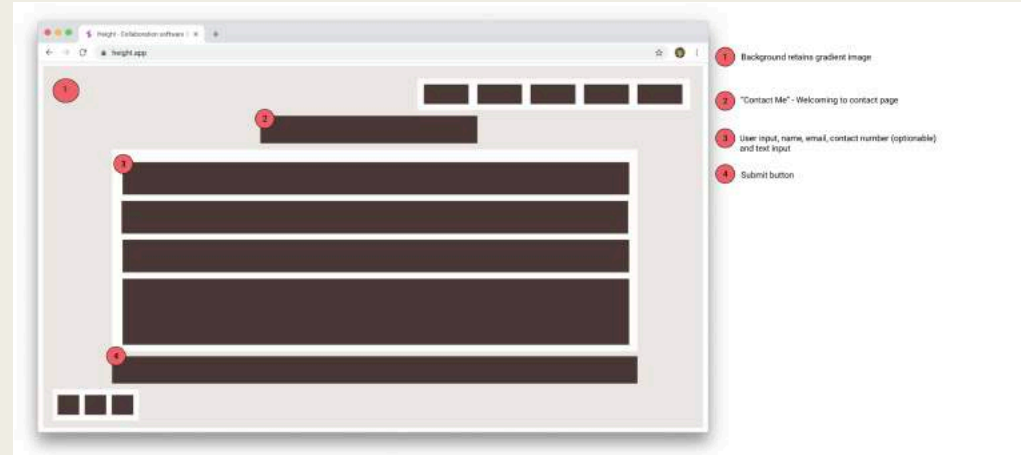 Height - Collaboration software
height.app
1
2
3
4
1 Background retains gradient image
2 "Contact Me" - Welcoming to contact page
3 User input, name, email, contact number (optionable)
and text input
4 Submit button